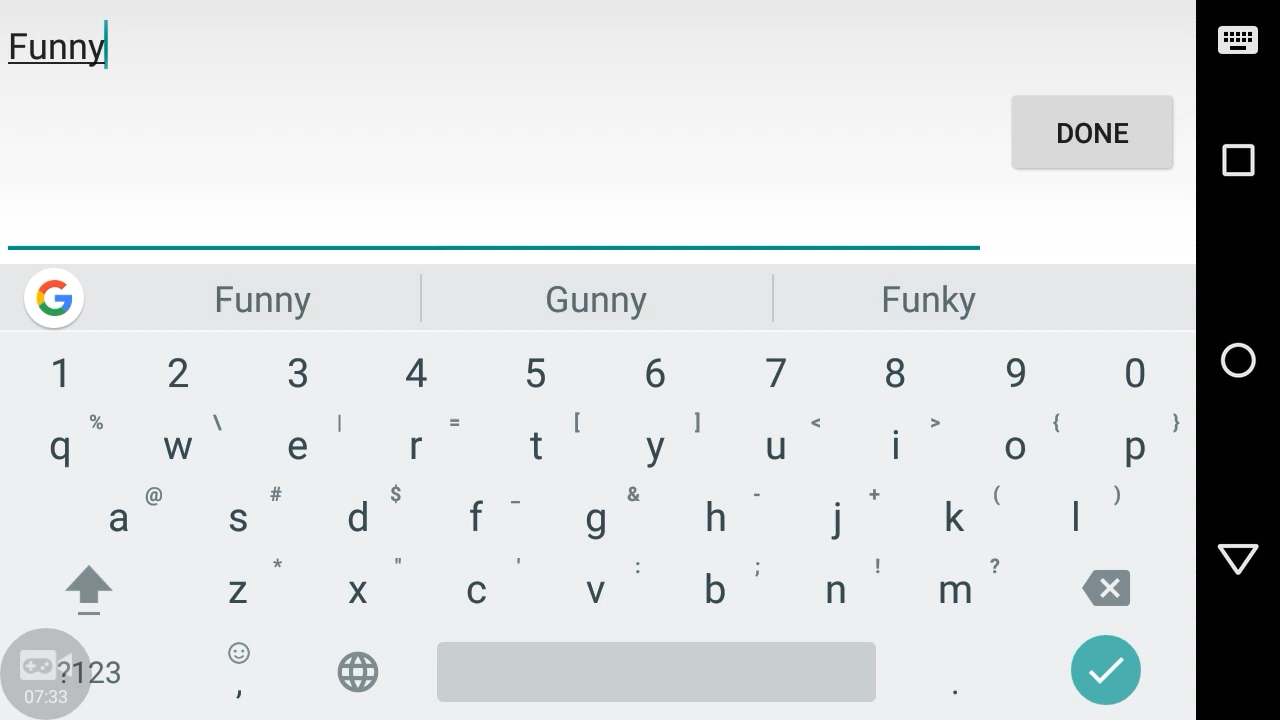 Funny
DONE
Funny Gunny Funky
1 2 3 4 5 6 7 8 9 0
% \ | = [ ] < > { }
q w e r t y u i o p
@ # $ _ & - + ( )
a s d f g h j k l
* " ' : ; ! ?
z x c v b n m
?123 , .
07:33